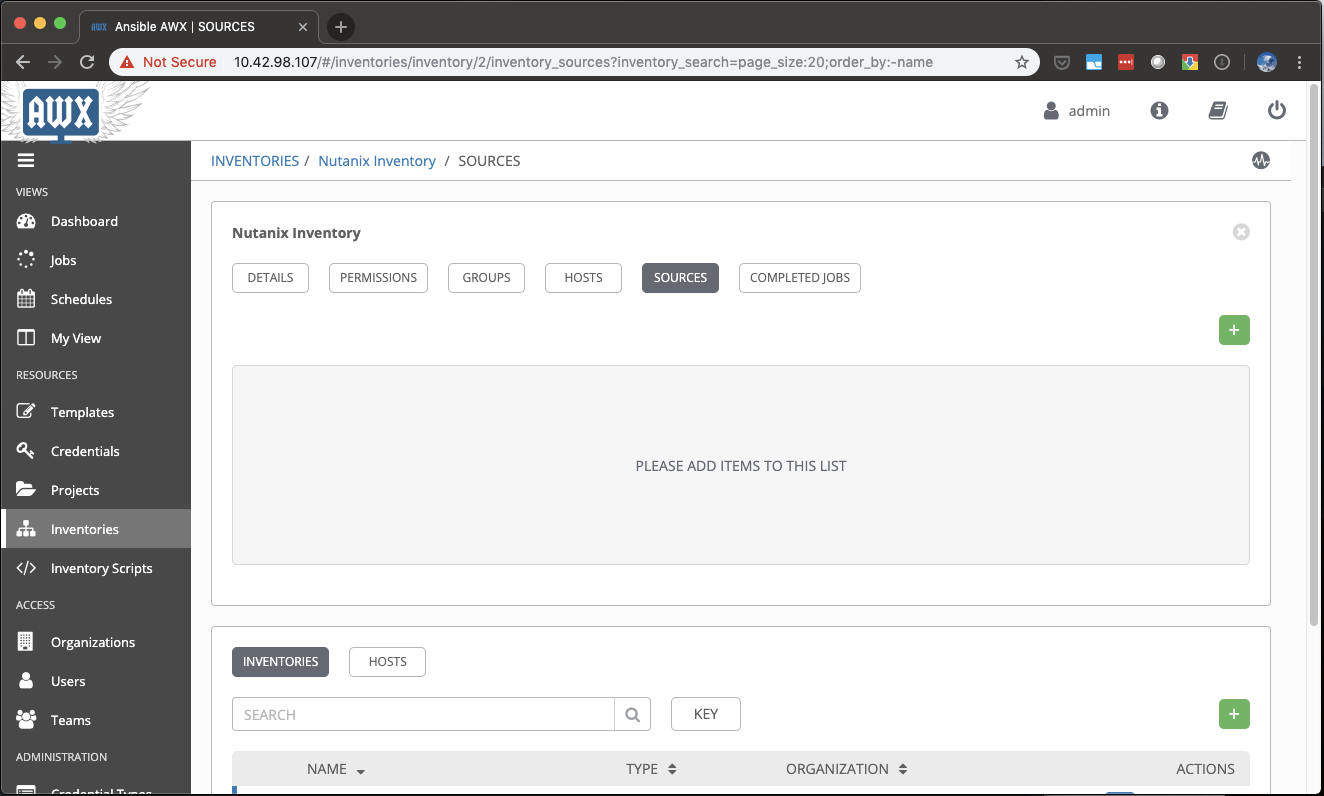 Ansible AWX | SOURCES
Not Secure 10.42.98.107/#/inventories/inventory/2/inventory_sources?inventory_search=page_size:20;order_by:-name
AWX
admin
INVENTORIES / Nutanix Inventory / SOURCES
VIEWS
Dashboard
Jobs
Schedules
My View
RESOURCES
Templates
Credentials
Projects
Inventories
Inventory Scripts
ACCESS
Organizations
Users
Teams
ADMINISTRATION
Credential Types
Nutanix Inventory
DETAILS PERMISSIONS GROUPS HOSTS SOURCES COMPLETED JOBS
PLEASE ADD ITEMS TO THIS LIST
INVENTORIES HOSTS
SEARCH KEY
NAME TYPE ORGANIZATION ACTIONS